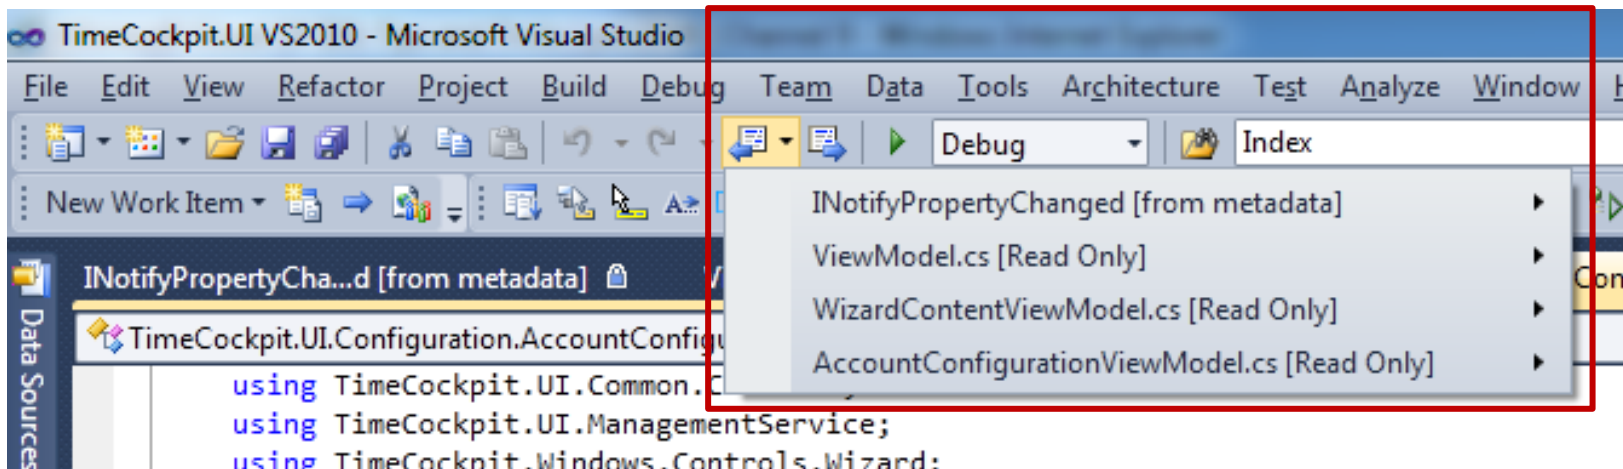 TimeCockpit.UI VS2010 - Microsoft Visual Studio
File Edit View Refactor Project Build Debug Team Data Tools Architecture Test Analyze Window H
Debug Index
New Work Item
INotifyPropertyChanged [from metadata]
ViewModel.cs [Read Only]
WizardContentViewModel.cs [Read Only]
AccountConfigurationViewModel.cs [Read Only]
INotifyPropertyCha...d [from metadata] V Con
Data Sources
TimeCockpit.UI.Configuration.AccountConfigu
using TimeCockpit.UI.Common.C
using TimeCockpit.UI.ManagementService;
using TimeCockpit.Windows.Controls.Wizard;